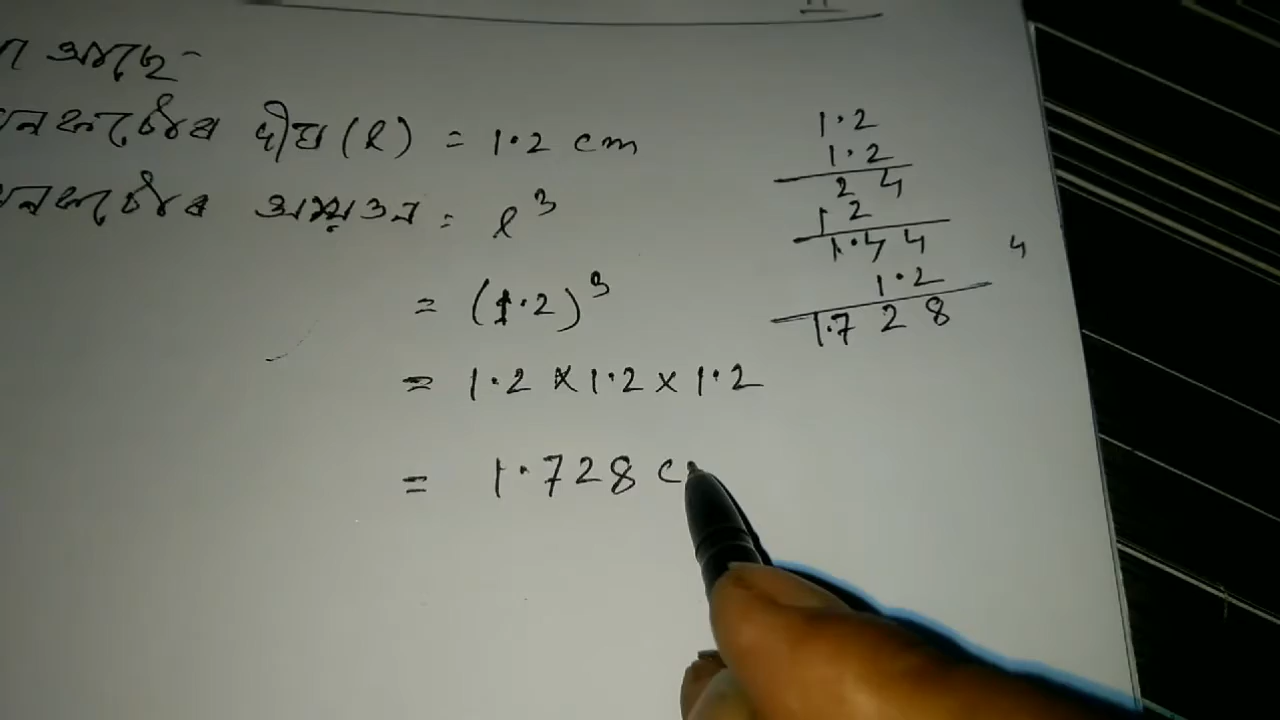 আছে-
ঘনকটোৰ দীঘ (l) = 1.2 cm
ঘনকটোৰ আয়তন = l³
= (1.2)³
= 1.2 × 1.2 × 1.2
= 1.728 c
1.2
1.2
2 4
1 2
1.4 4
4
1.2
1.7 2 8